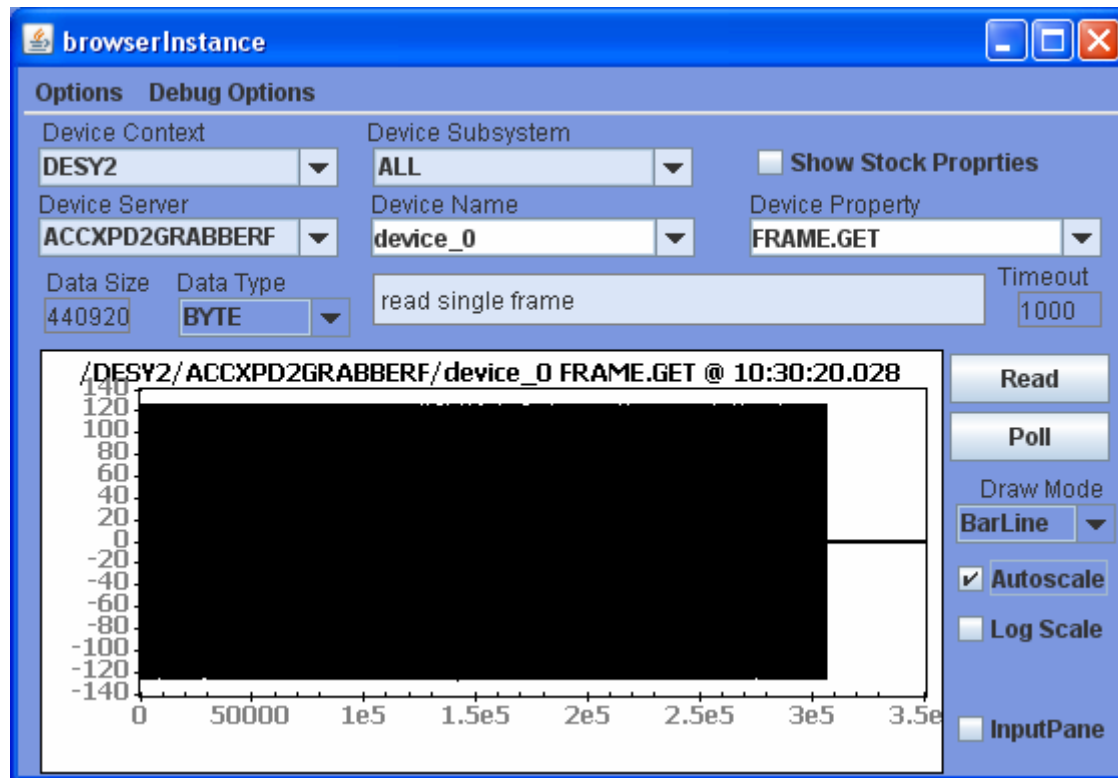 browserInstance
Options Debug Options
Device Context Device Subsystem
DESY2 ALL Show Stock Proprties
Device Server Device Name Device Property
ACCXPD2GRABBERF device_0 FRAME.GET
Data Size Data Type Timeout
440920 BYTE read single frame 1000
/DESY2/ACCXPD2GRABBERF/device_0 FRAME.GET @ 10:30:20.028
Read
Poll
Draw Mode
BarLine
Autoscale
Log Scale
InputPane
140
120
100
80
60
40
20
0
-20
-40
-60
-80
-100
-120
-140
0 50000 1e5 1.5e5 2e5 2.5e5 3e5 3.5e